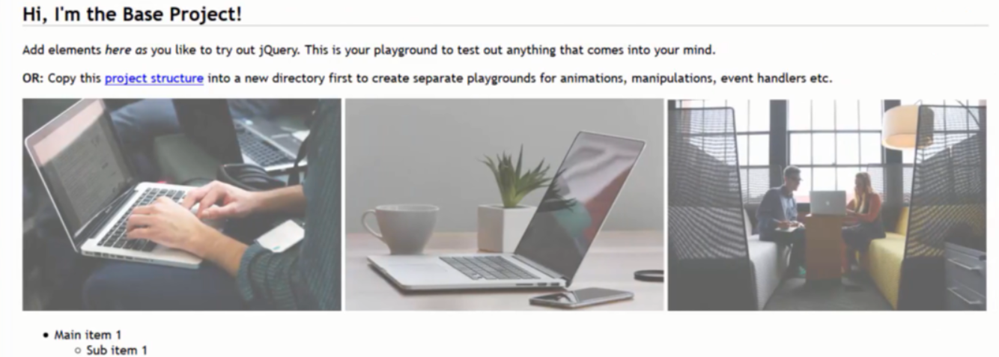 Hi, I'm the Base Project!
Add elements here as you like to try out jQuery. This is your playground to test out anything that comes into your mind.
OR: Copy this project structure into a new directory first to create separate playgrounds for animations, manipulations, event handlers etc.
Main item 1
Sub item 1